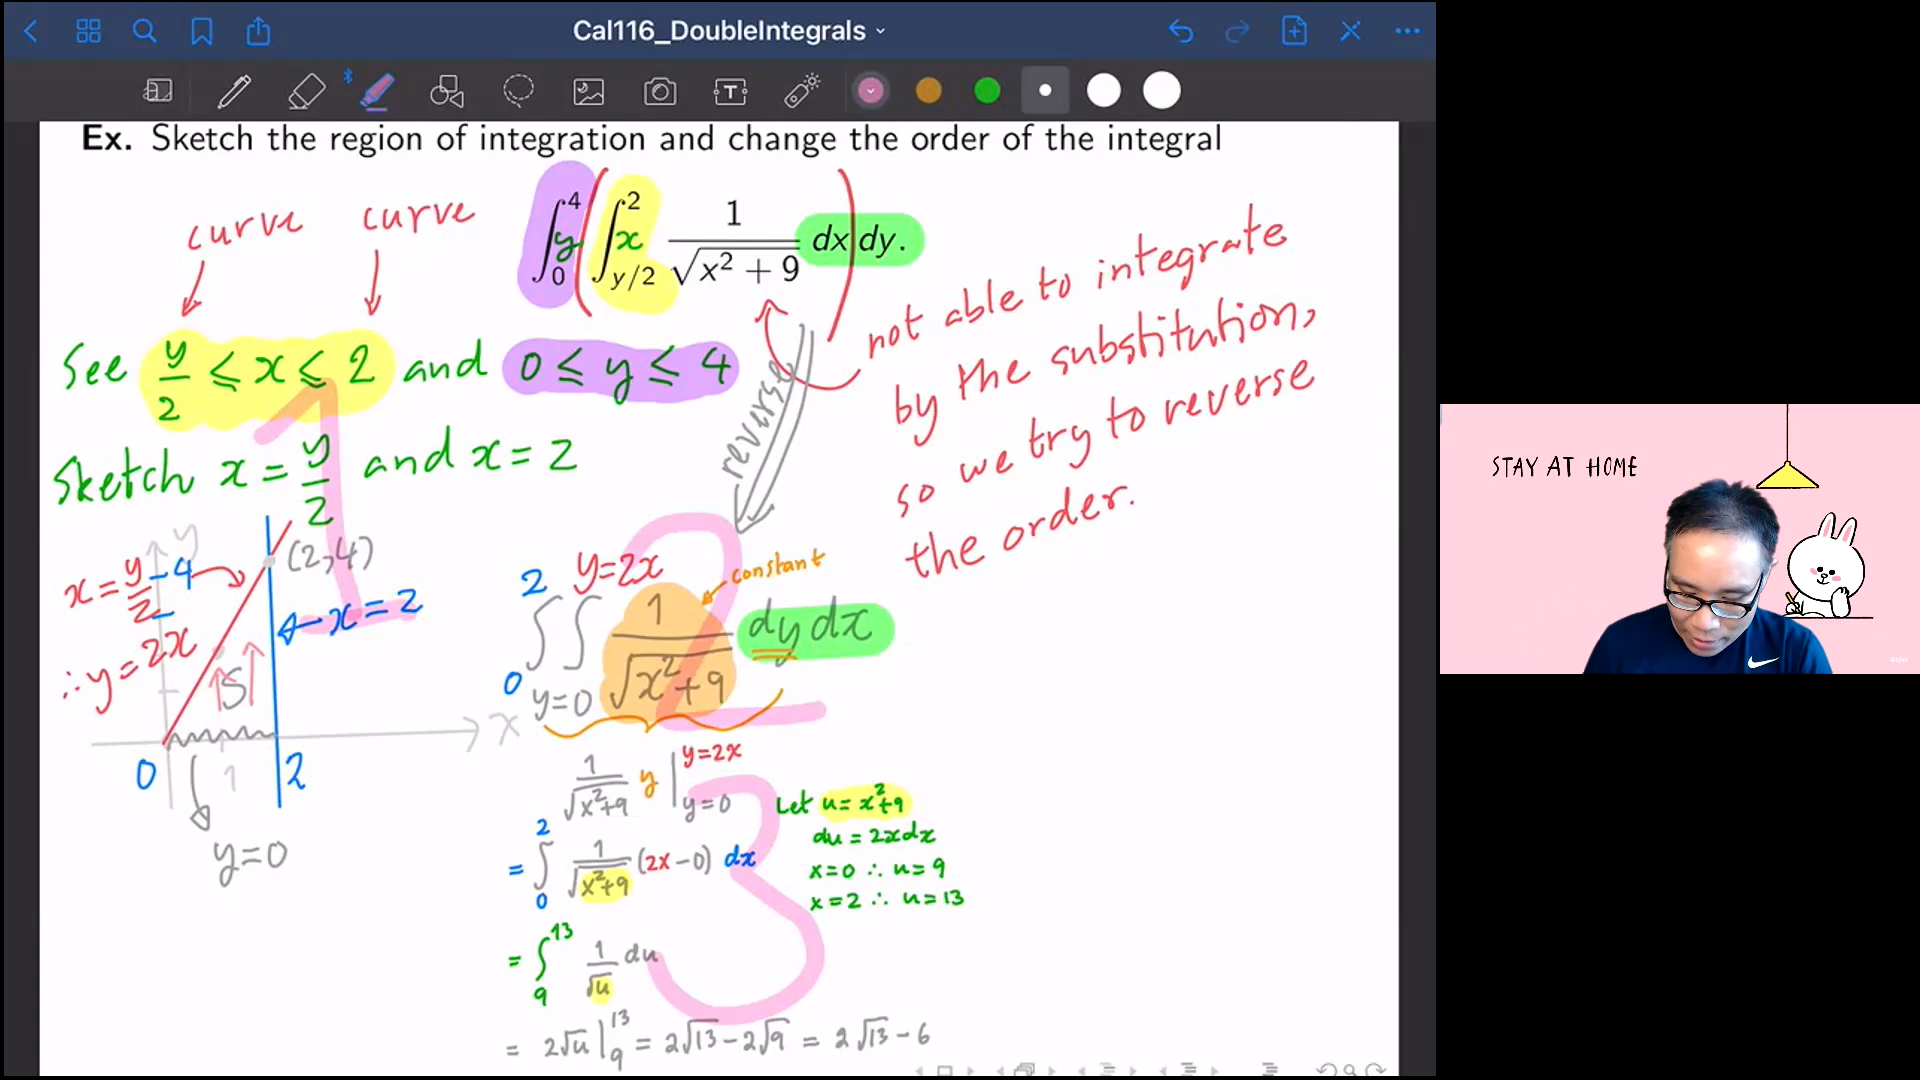 Cal116_DoubleIntegrals
Ex. Sketch the region of integration and change the order of the integral
∫_0^4 y ( ∫_{y/2}^2 x 1/√(x² + 9) dx ) dy.
curve curve
See y/2 ≤ x ≤ 2 and 0 ≤ y ≤ 4
not able to integrate
by the substitution,
so we try to reverse
the order.
reverse
Sketch x = y/2 and x = 2
1
y
(2,4)
x = y/2
4
x = 2
∴ y = 2x
S
x
0 1 2
y=0
2
∫_0^2 ∫_{y=0}^{y=2x} 1/√(x²+9) dy dx
constant
3
1/√(x²+9) y |_{y=0}^{y=2x}
= ∫_0^2 1/√(x²+9) (2x-0) dx
Let u = x²+9
du = 2xdx
x=0 ∴ u=9
x=2 ∴ u=13
= ∫_9^13 1/√u du
= 2√u |_9^13 = 2√13 - 2√9 = 2√13 - 6
STAY AT HOME